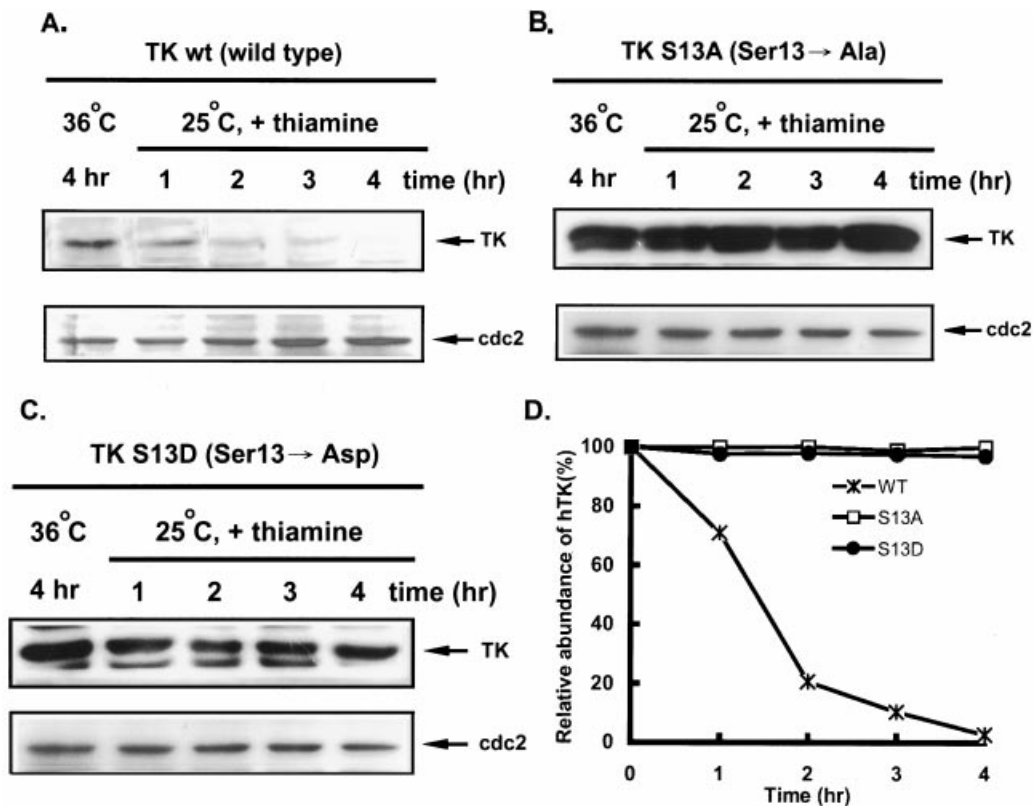 A.
TK wt (wild type)
36°C 25°C, + thiamine
4 hr 1 2 3 4 time (hr)
TK
cdc2
B.
TK S13A (Ser13→ Ala)
36°C 25°C, + thiamine
4 hr 1 2 3 4 time (hr)
TK
cdc2
C.
TK S13D (Ser13→ Asp)
36°C 25°C, + thiamine
4 hr 1 2 3 4 time (hr)
TK
cdc2
D.
Relative abundance of hTK(%)
100
80
60
40
20
0
WT
S13A
S13D
0 1 2 3 4
Time (hr)